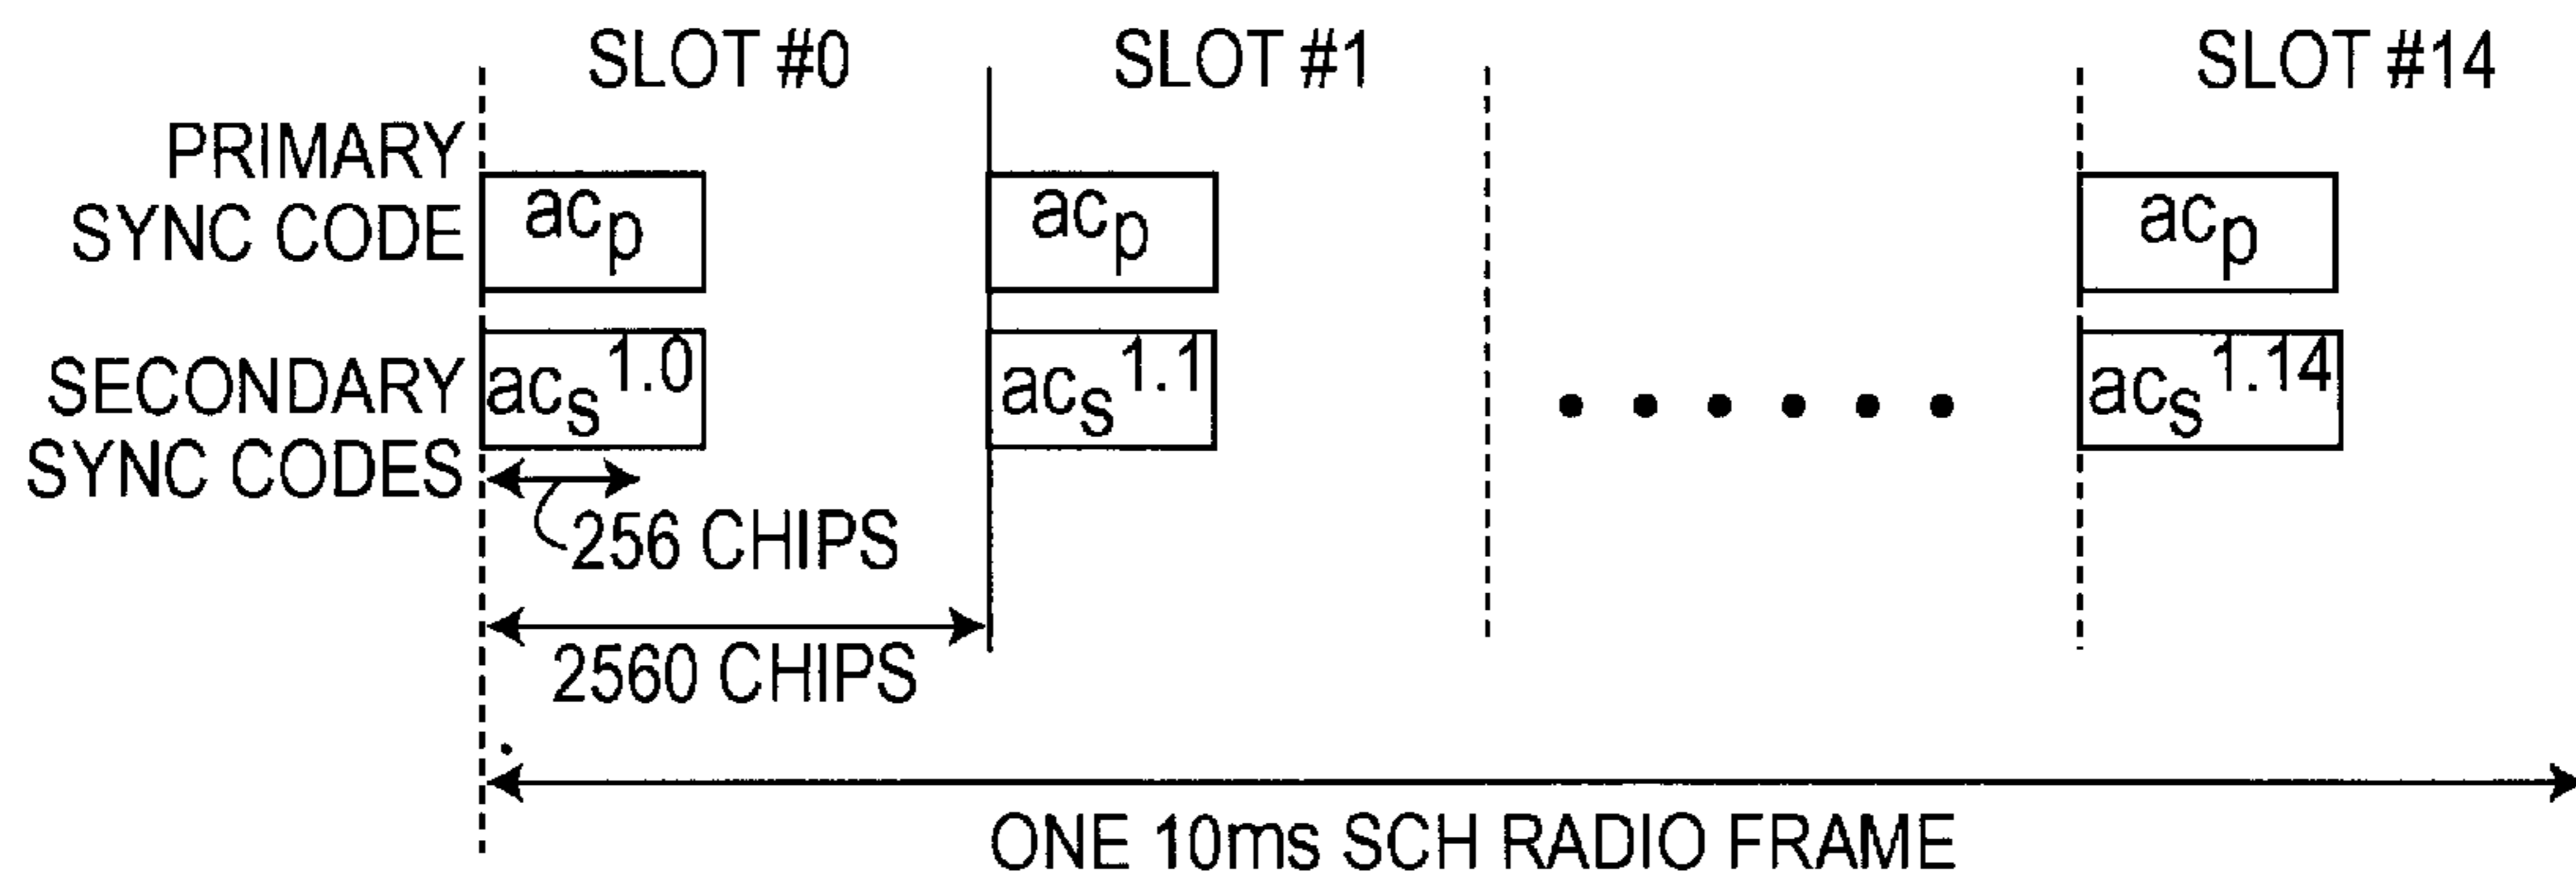 SLOT #0 SLOT #1 SLOT #14
PRIMARY
SYNC CODE
acp acp acp
SECONDARY
SYNC CODES
acs1.0 acs1.1 acs1.14
256 CHIPS
2560 CHIPS
ONE 10ms SCH RADIO FRAME